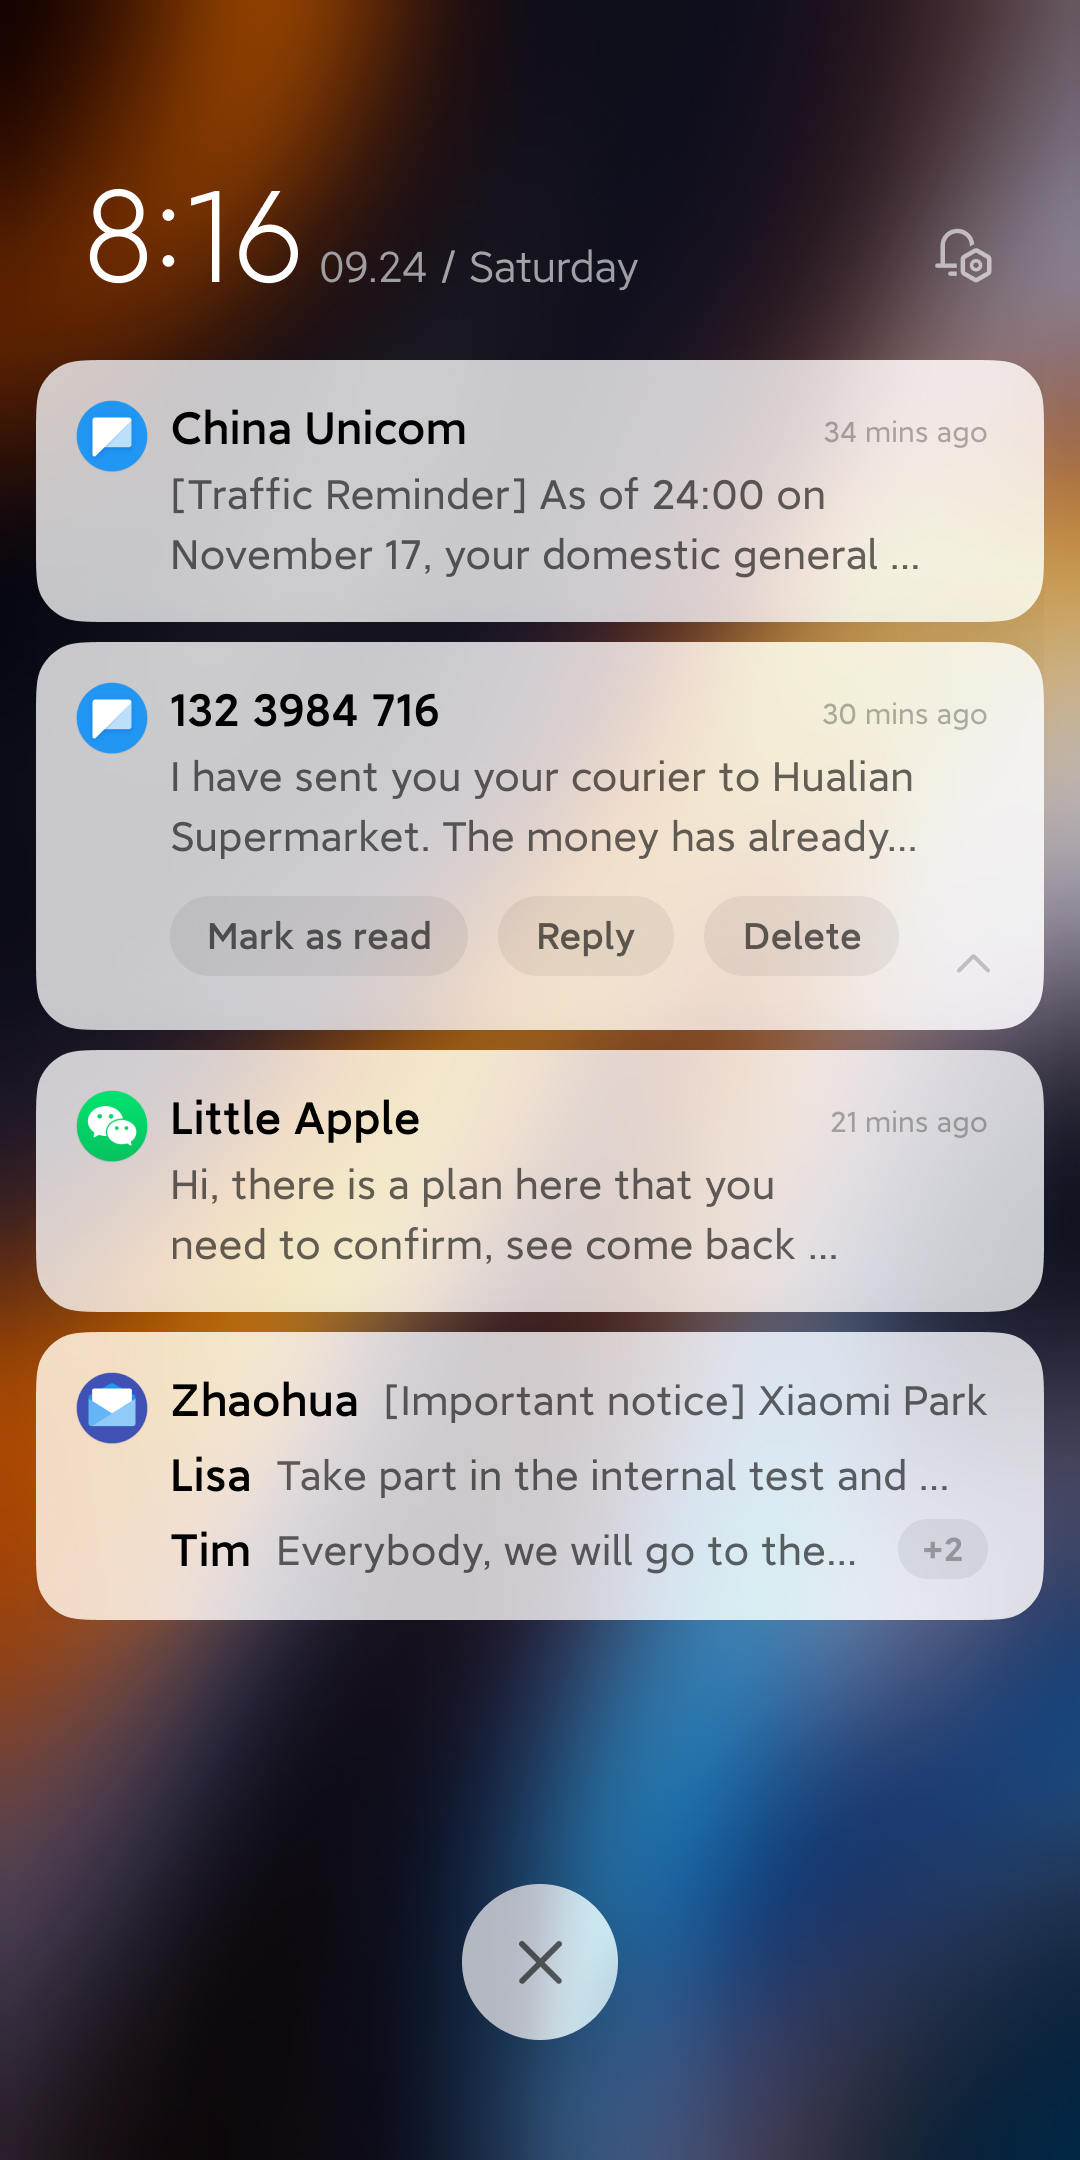 8:16 09.24 / Saturday
China Unicom 34 mins ago
[Traffic Reminder] As of 24:00 on
November 17, your domestic general ...
132 3984 716 30 mins ago
I have sent you your courier to Hualian
Supermarket. The money has already...
Mark as read Reply Delete
Little Apple 21 mins ago
Hi, there is a plan here that you
need to confirm, see come back ...
Zhaohua [Important notice] Xiaomi Park
Lisa Take part in the internal test and ...
Tim Everybody, we will go to the... +2